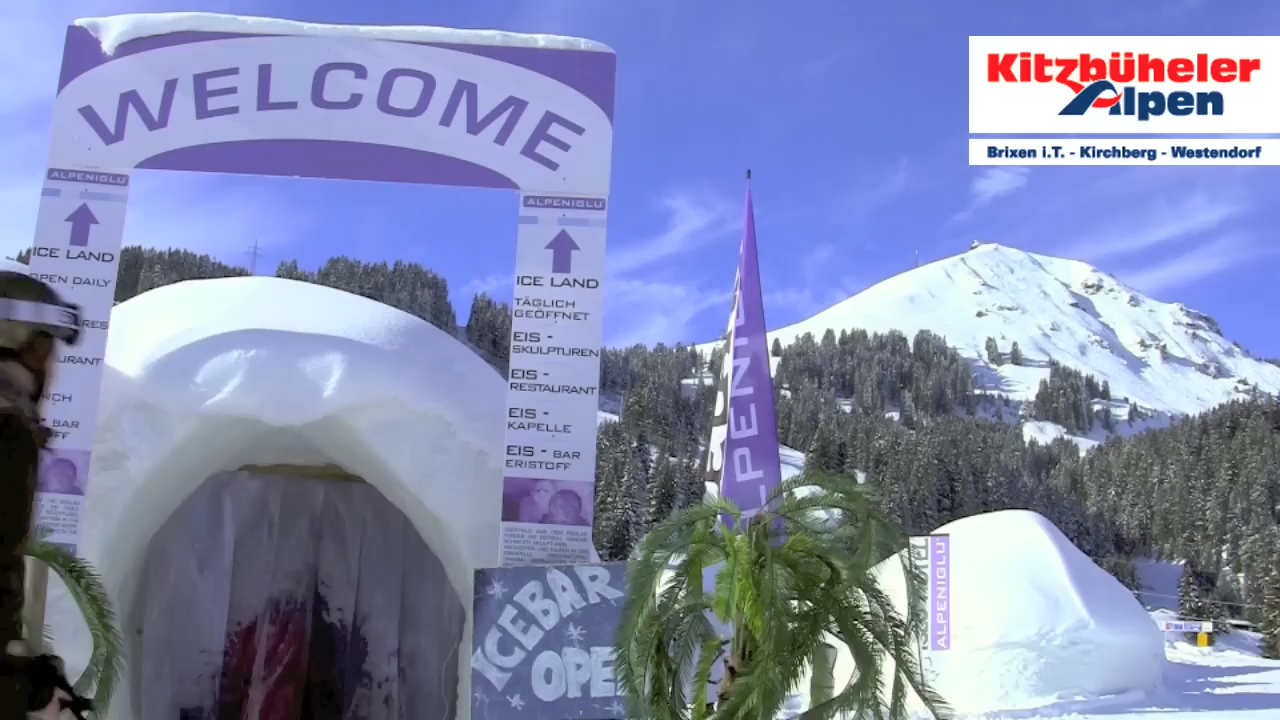 WELCOME
ALPENIGLU
ICE LAND
OPEN DAILY
ALPENIGLU
ICE LAND
TÄGLICH
GEÖFFNET
EIS -
SKULPTUREN
EIS -
RESTAURANT
EIS -
KAPELLE
EIS - BAR
ERISTOFF
ICEBAR
OPE
ALPENIGLU
Kitzbüheler
Alpen
Brixen i.T. - Kirchberg - Westendorf